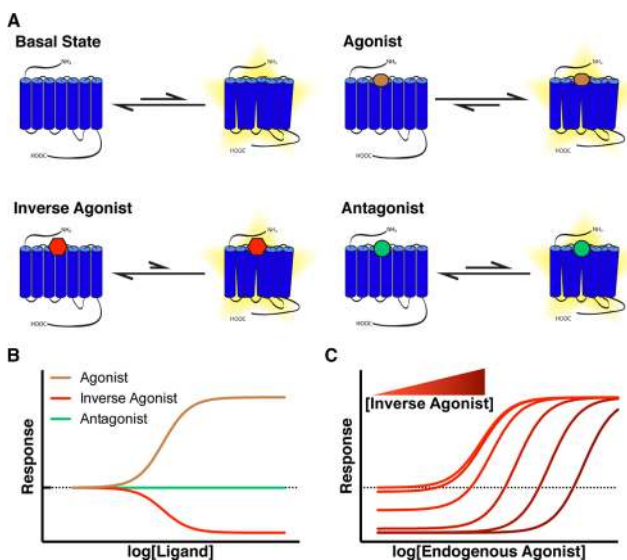 A
Basal State
Agonist
NH₂
NH₂
NH₂
NH₂
HOOC
HOOC
HOOC
HOOC
Inverse Agonist
Antagonist
NH₂
NH₂
NH₂
NH₂
HOOC
HOOC
HOOC
HOOC
B
Agonist
Inverse Agonist
Antagonist
Response
log[Ligand]
C
[Inverse Agonist]
Response
log[Endogenous Agonist]